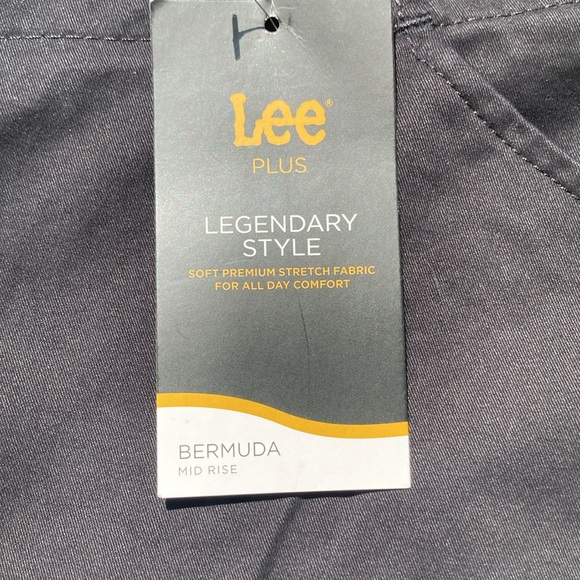 Lee®
PLUS
LEGENDARY
STYLE
SOFT PREMIUM STRETCH FABRIC
FOR ALL DAY COMFORT
BERMUDA
MID RISE